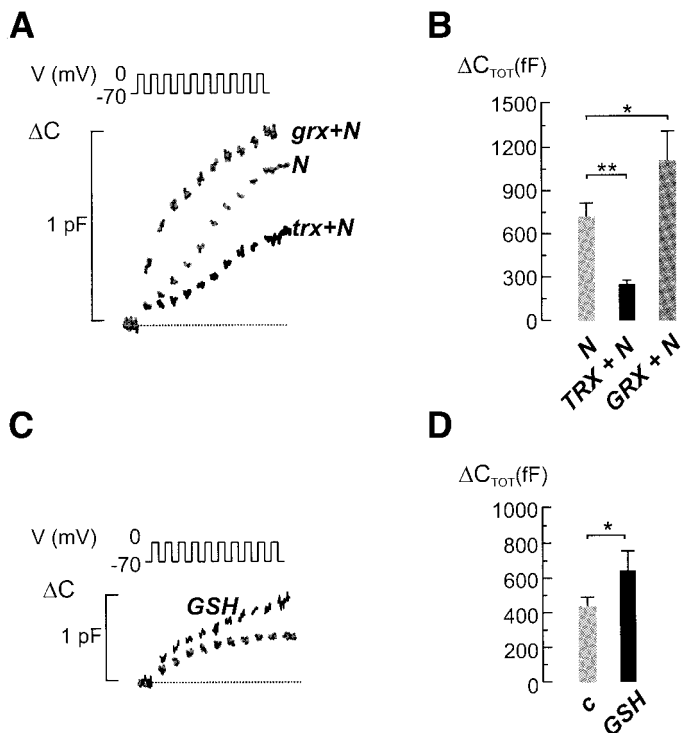 A
V (mV) 0
-70
ΔC
1 pF
grx+N
N
trx+N
B
ΔC_TOT(fF)
1500
1200
900
600
300
0
*
**
N
TRX + N
GRX + N
C
V (mV) 0
-70
ΔC
1 pF
GSH
D
ΔC_TOT(fF)
1000
800
600
400
200
0
*
c
GSH